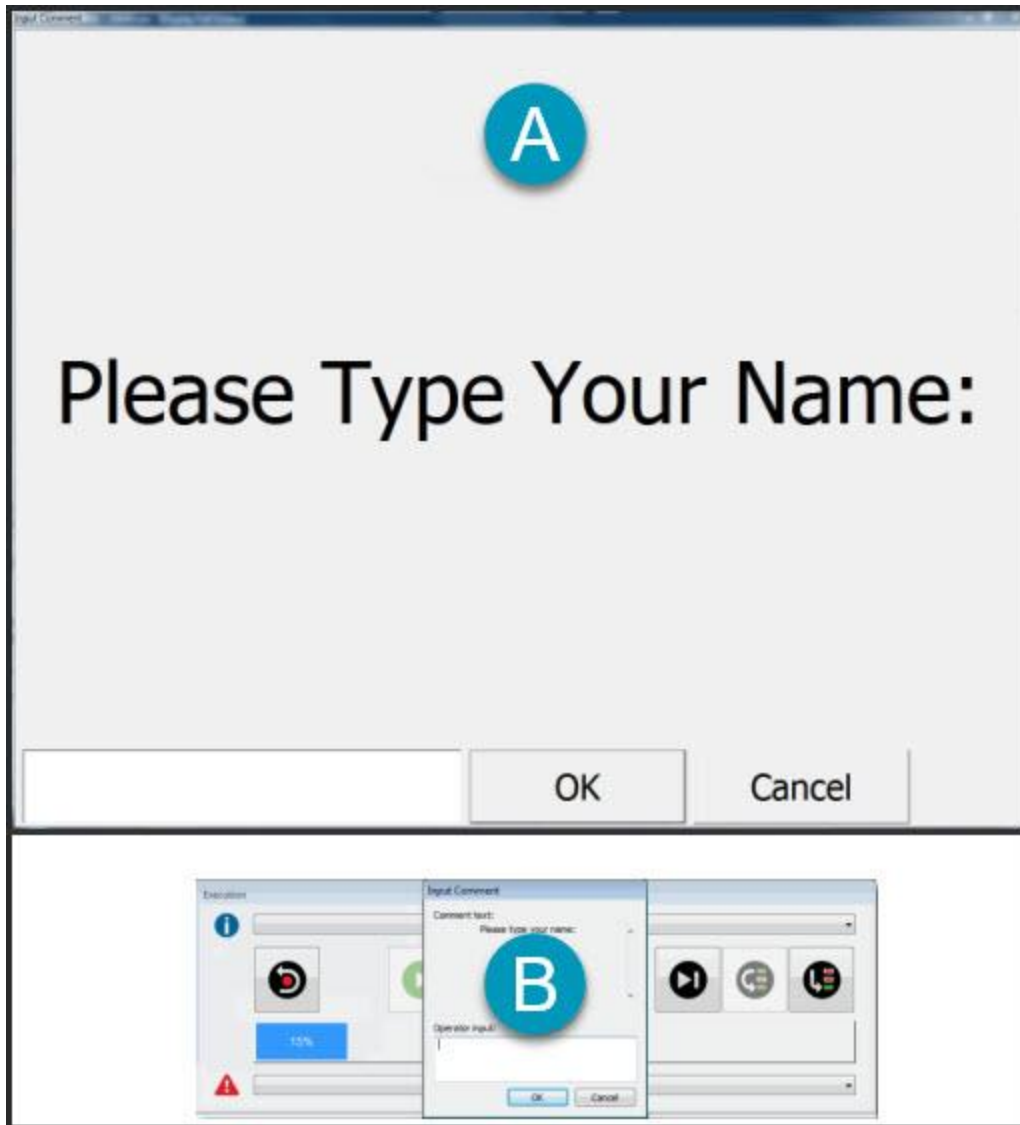 Input Comment
A
Please Type Your Name:
OK Cancel
Execution
Input Comment
Comment text:
Please type your name:
B
Operator input:
15%
OK Cancel